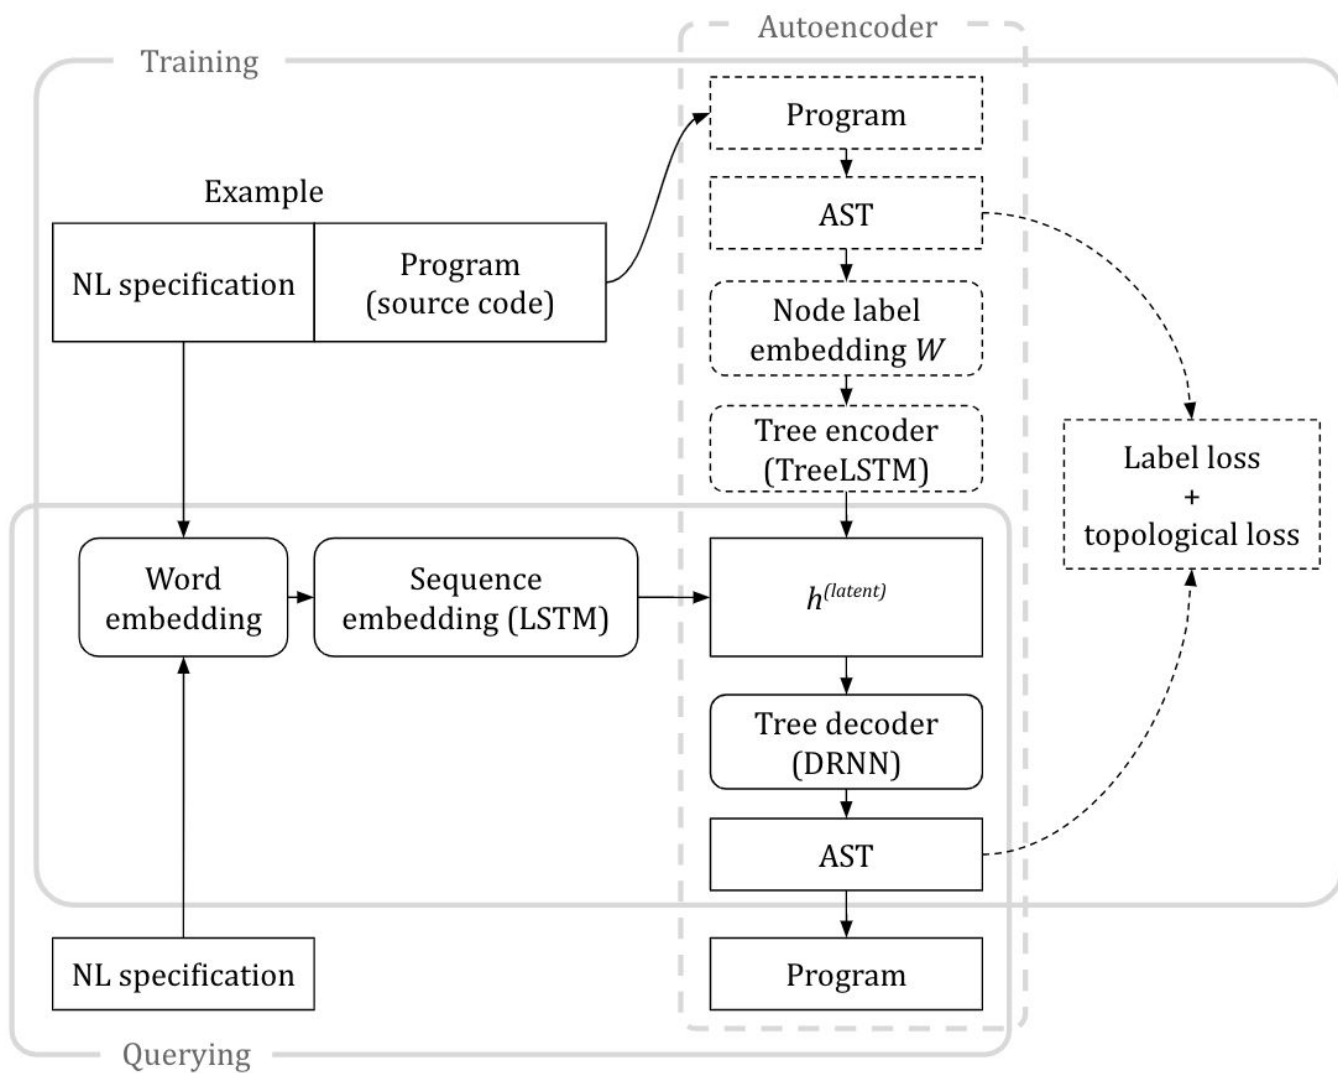 Autoencoder
Training
Program
Example
AST
NL specification
Program
(source code)
Node label
embedding W
Tree encoder
(TreeLSTM)
Label loss
+
topological loss
Word
embedding
Sequence
embedding (LSTM)
h(latent)
Tree decoder
(DRNN)
AST
NL specification
Program
Querying